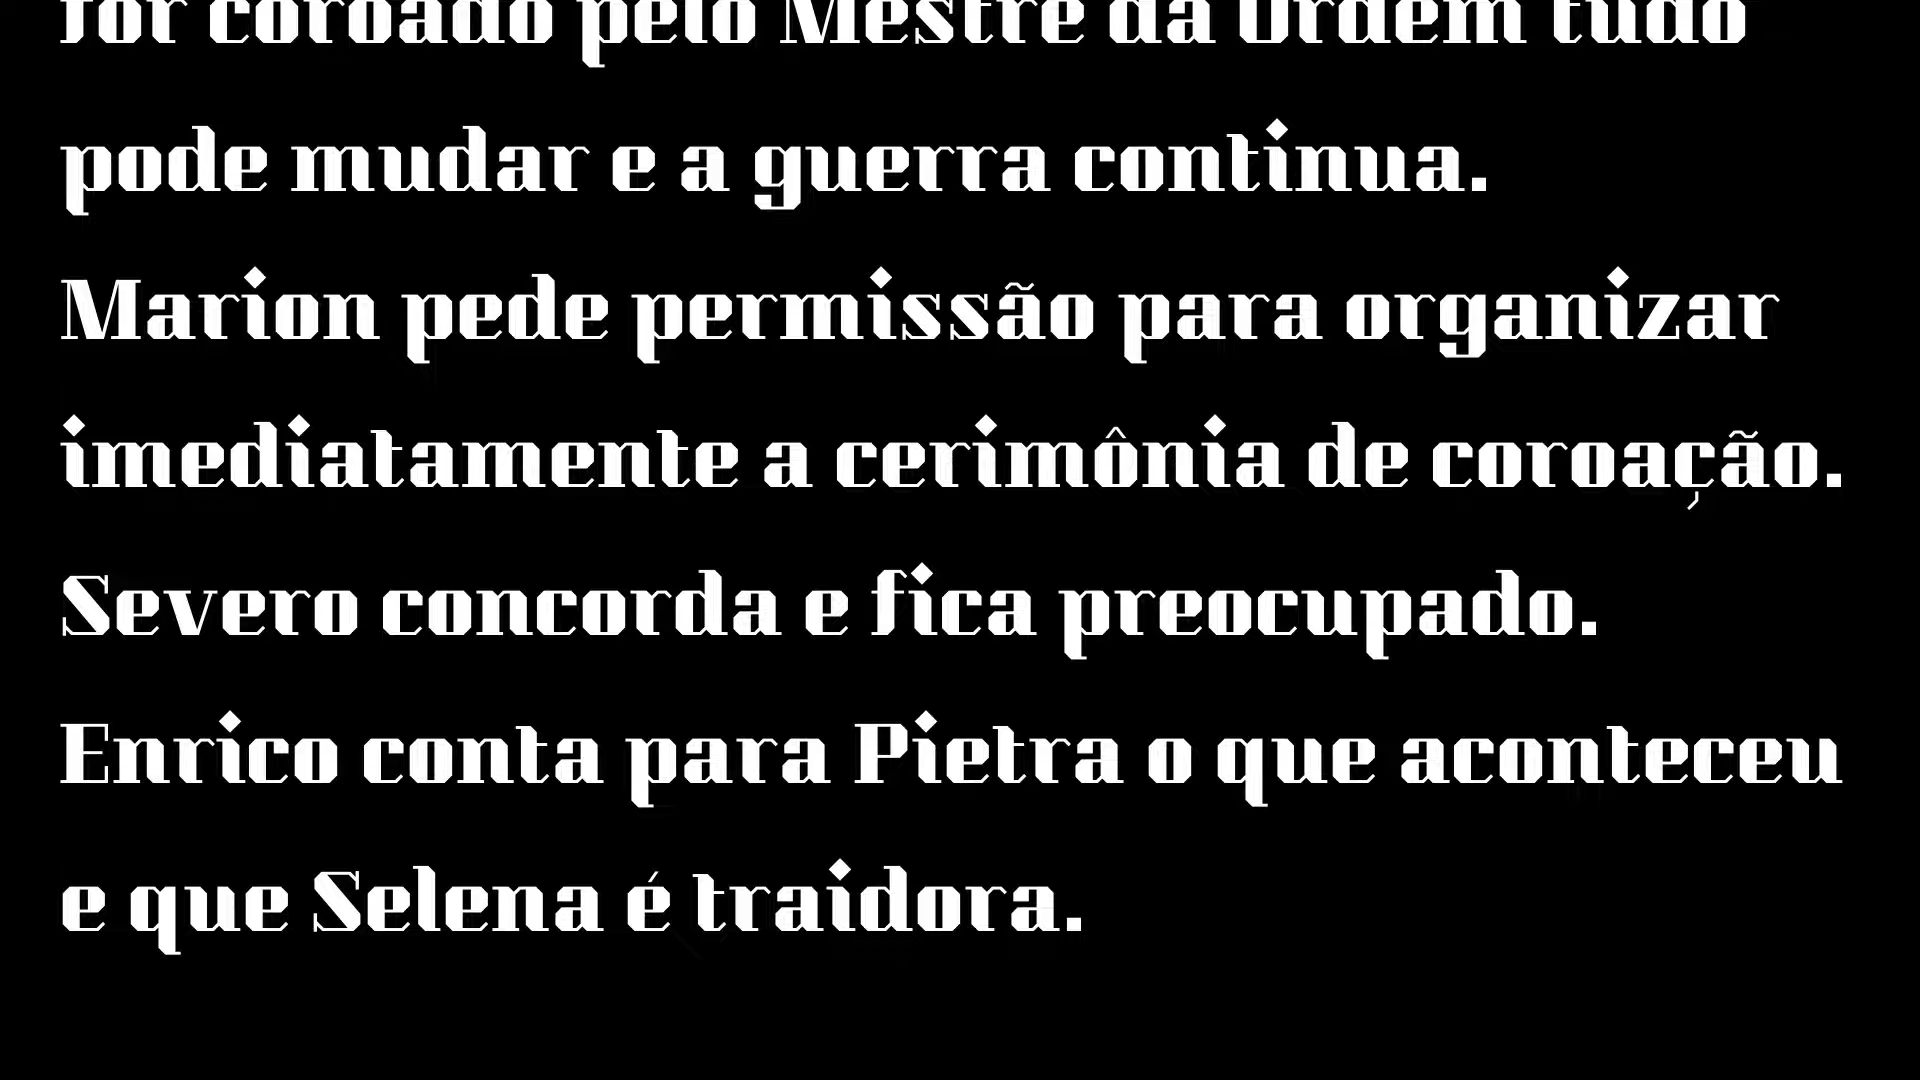 for coroado pelo Mestre da Ordem tudo
pode mudar e a guerra continua.
Marion pede permissão para organizar
imediatamente a cerimônia de coroação.
Severo concorda e fica preocupado.
Enrico conta para Pietra o que aconteceu
e que Selena é traidora.